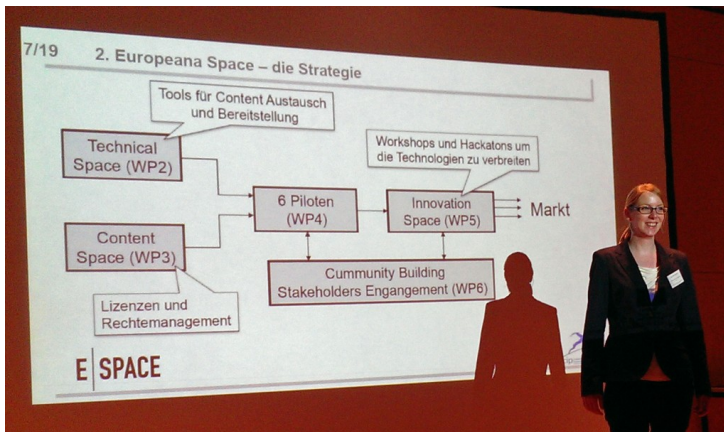 7/19
2. Europeana Space – die Strategie
Tools für Content Austausch
und Bereitstellung
Technical
Space (WP2)
Workshops und Hackatons um
die Technologien zu verbreiten
6 Piloten
(WP4)
Innovation
Space (WP5)
Markt
Content
Space (WP3)
Cummunity Building
Stakeholders Engangement (WP6)
Lizenzen und
Rechtemanagement
E|SPACE